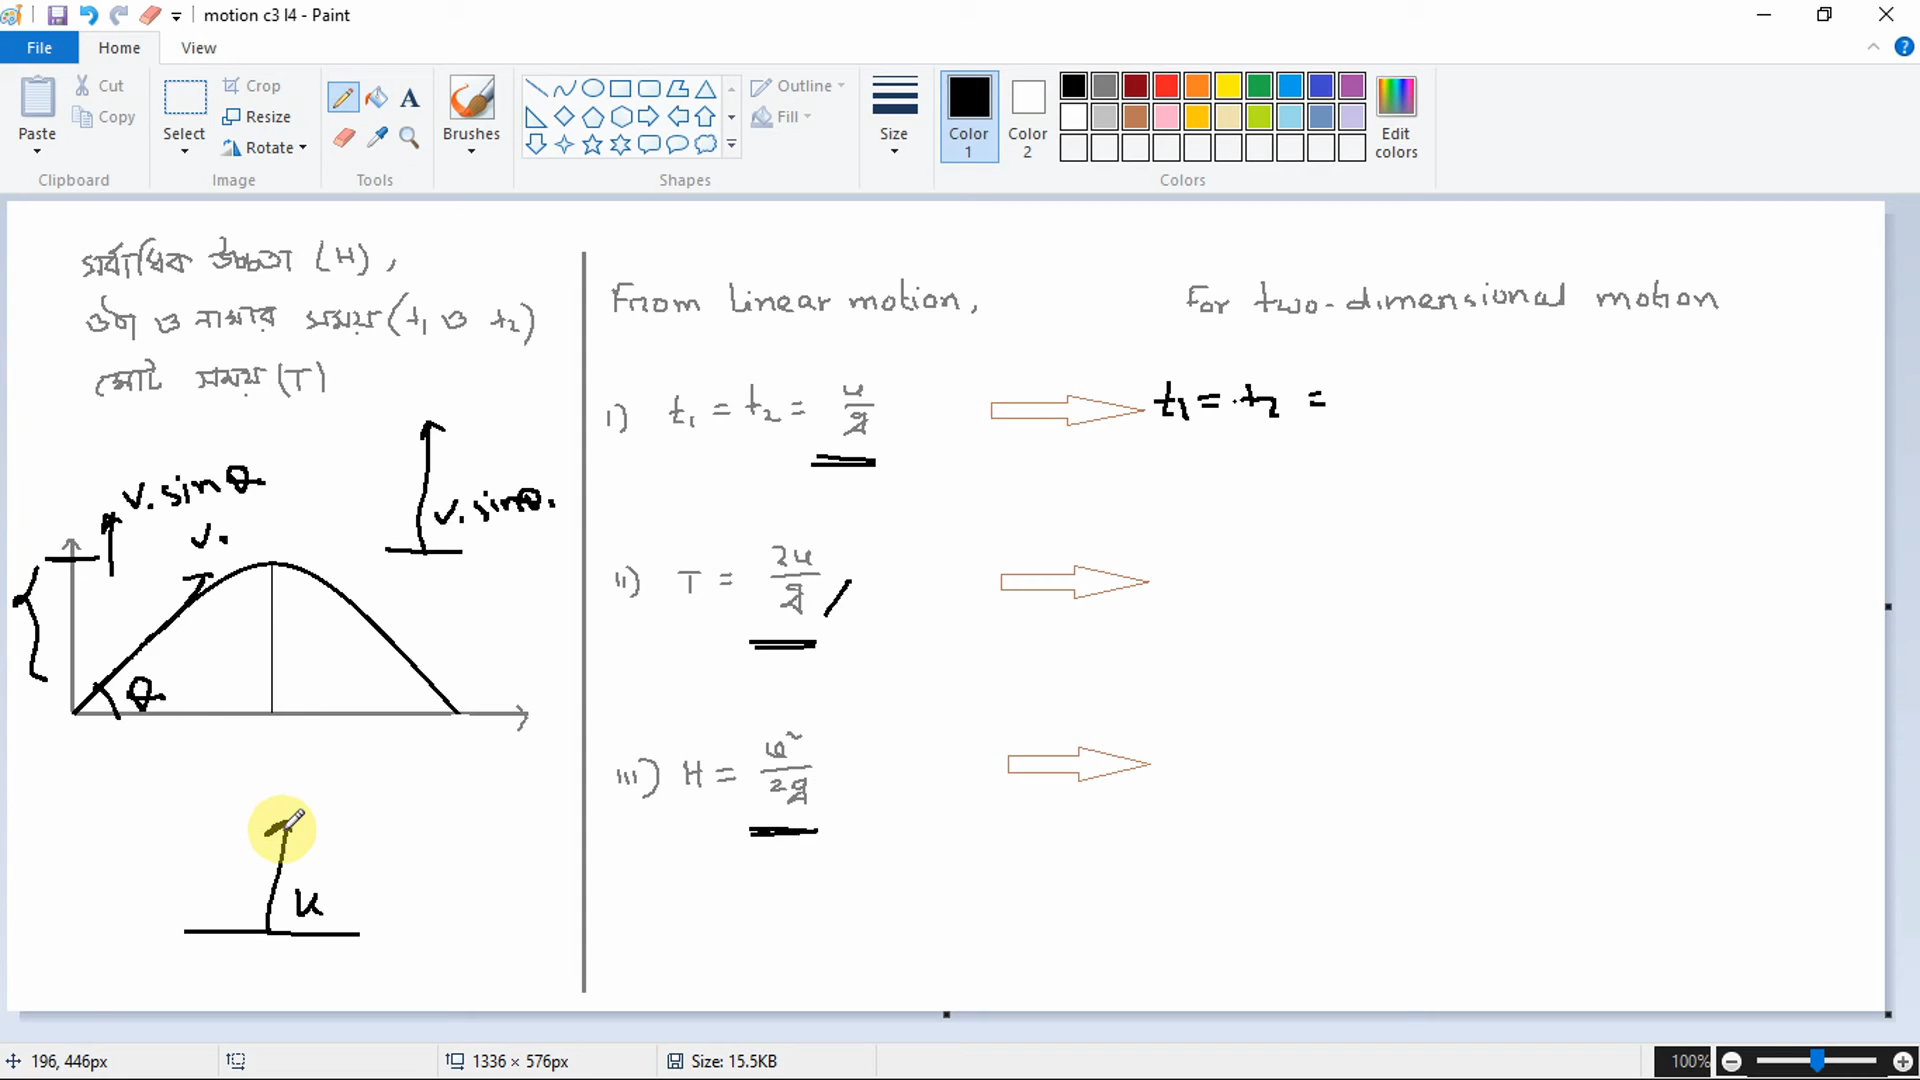 motion c3 l4 - Paint
File Home View
Paste Cut Copy Clipboard
Select Crop Resize Rotate Image
Tools
Brushes
Outline Fill Shapes
Size
Color 1 Color 2 Edit colors Colors
সর্বাধিক উচ্চতা (H),
ওঠা ও নামার সময় (t₁ ও t₂)
মোট সময় (T)
v. sin θ
v.
θ
v. sin θ.
u
From linear motion,
i) t₁ = t₂ = u/g
ii) T = 2u/g
iii) H = u²/2g
For two-dimensional motion
t₁ = t₂ =
196, 446px 1336 × 576px Size: 15.5KB 100%